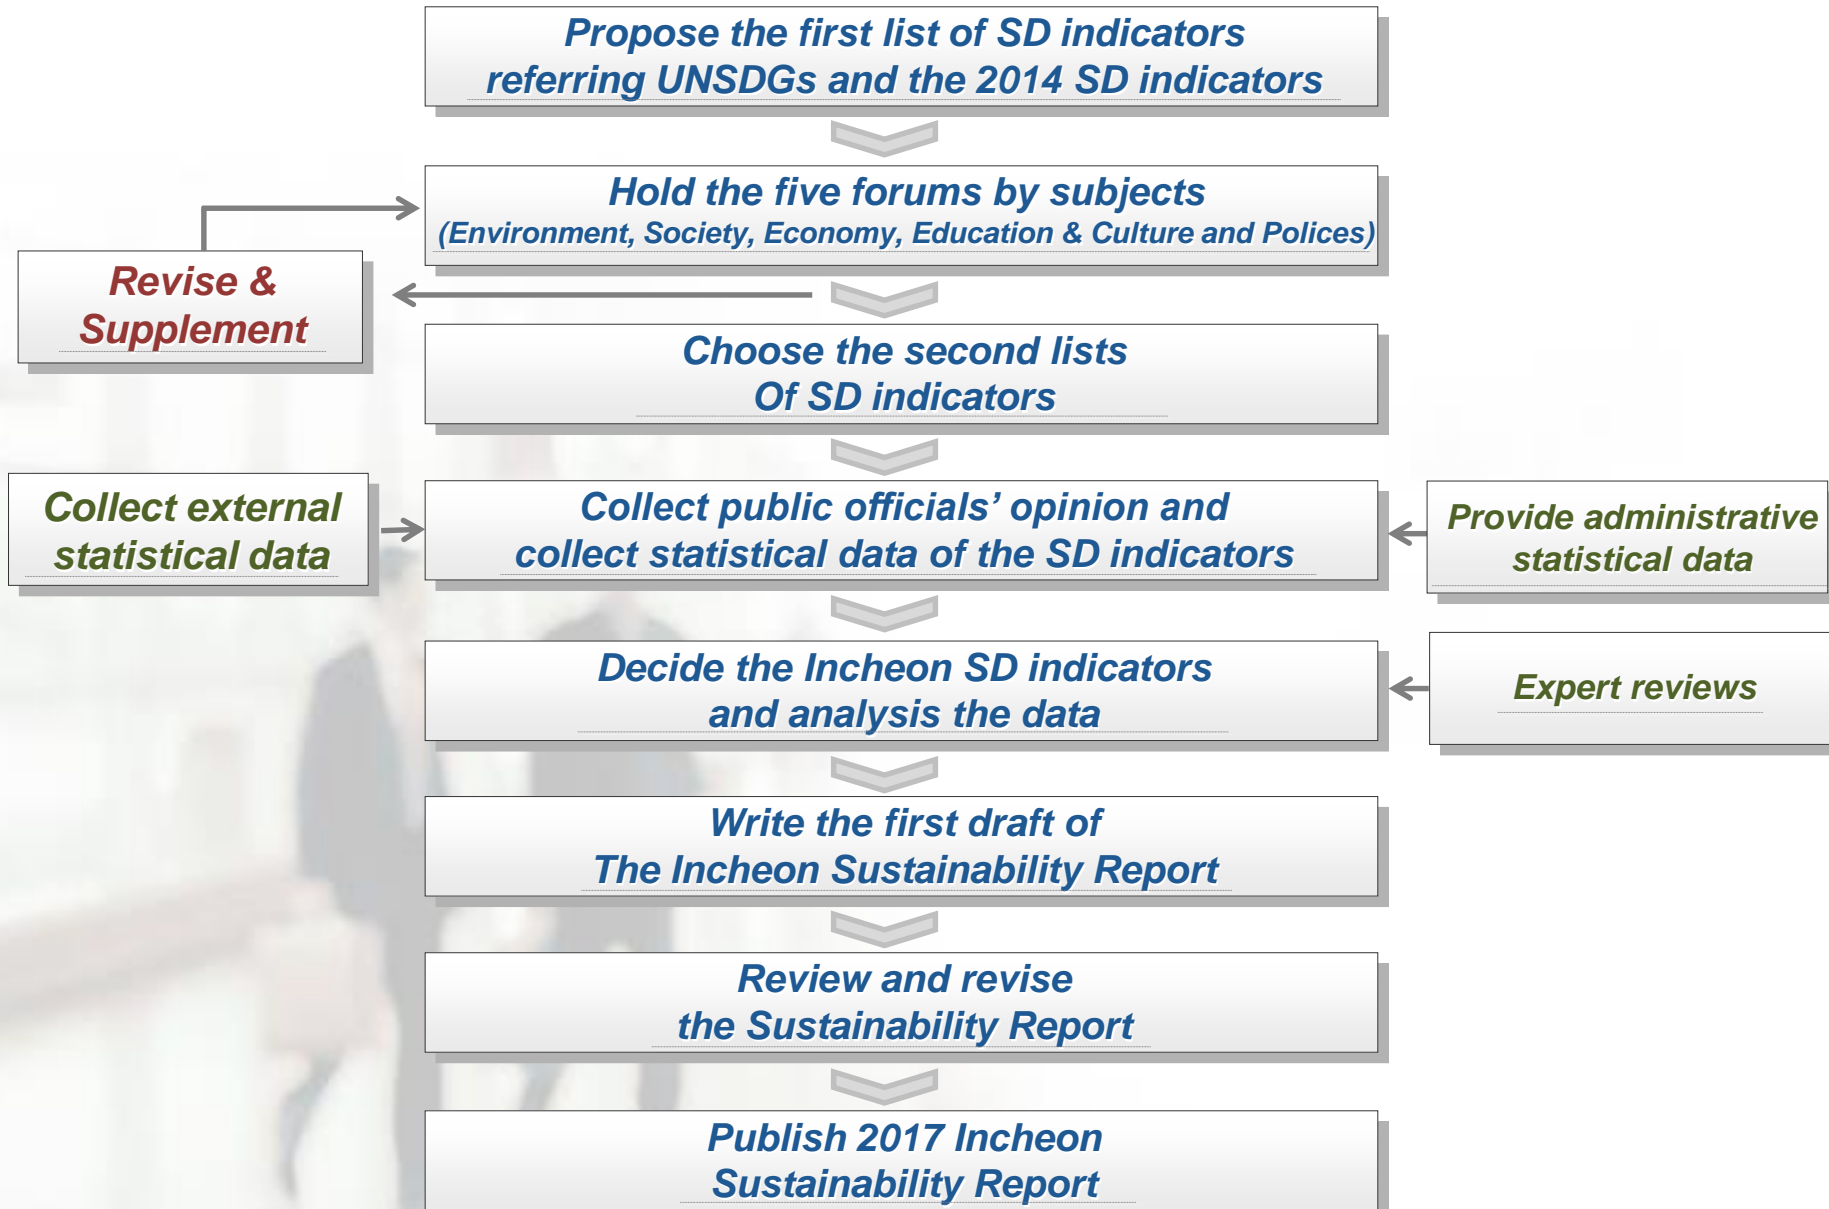 Propose the first list of SD indicators
referring UNSDGs and the 2014 SD indicators
Hold the five forums by subjects
(Environment, Society, Economy, Education & Culture and Polices)
Revise &
Supplement
Choose the second lists
Of SD indicators
Collect external
statistical data
Collect public officials’ opinion and
collect statistical data of the SD indicators
Provide administrative
statistical data
Decide the Incheon SD indicators
and analysis the data
Expert reviews
Write the first draft of
The Incheon Sustainability Report
Review and revise
the Sustainability Report
Publish 2017 Incheon
Sustainability Report